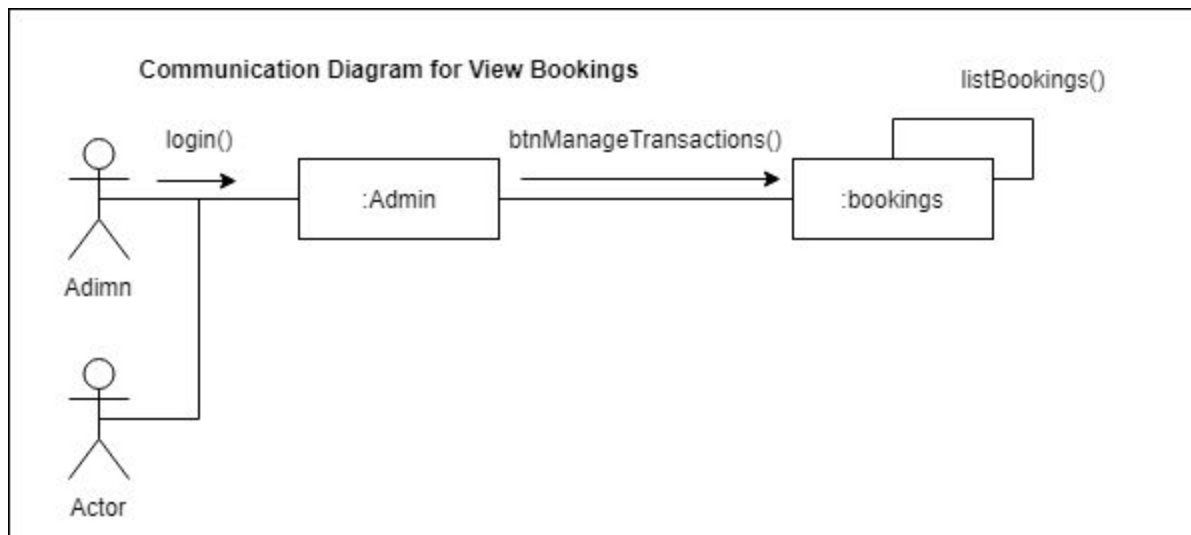 Communication Diagram for View Bookings
listBookings()
login()
btnManageTransactions()
:Admin
:bookings
Adimn
Actor